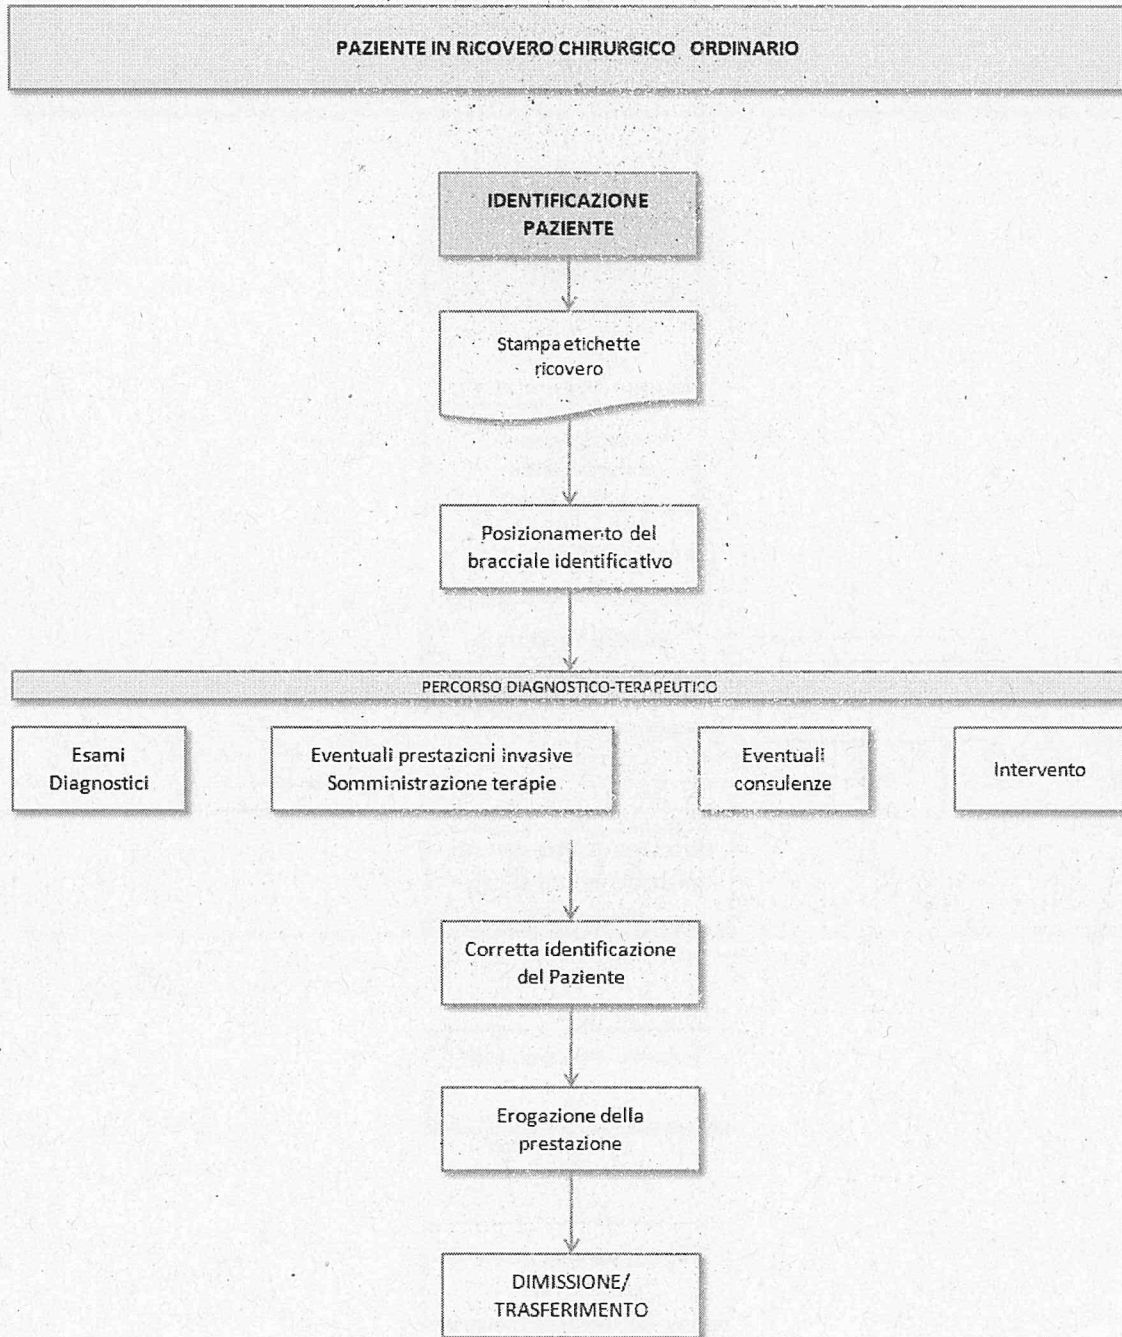 PAZIENTE IN RICOVERO CHIRURGICO ORDINARIO
IDENTIFICAZIONE
PAZIENTE
Stampa etichette
ricovero
Posizionamento del
bracciale identificativo
PERCORSO DIAGNOSTICO-TERAPEUTICO
Esami
Diagnostici
Eventuali prestazioni invasive
Somministrazione terapie
Eventuali
consulenze
Intervento
Corretta identificazione
del Paziente
Erogazione della
prestazione
DIMISSIONE/
TRASFERIMENTO